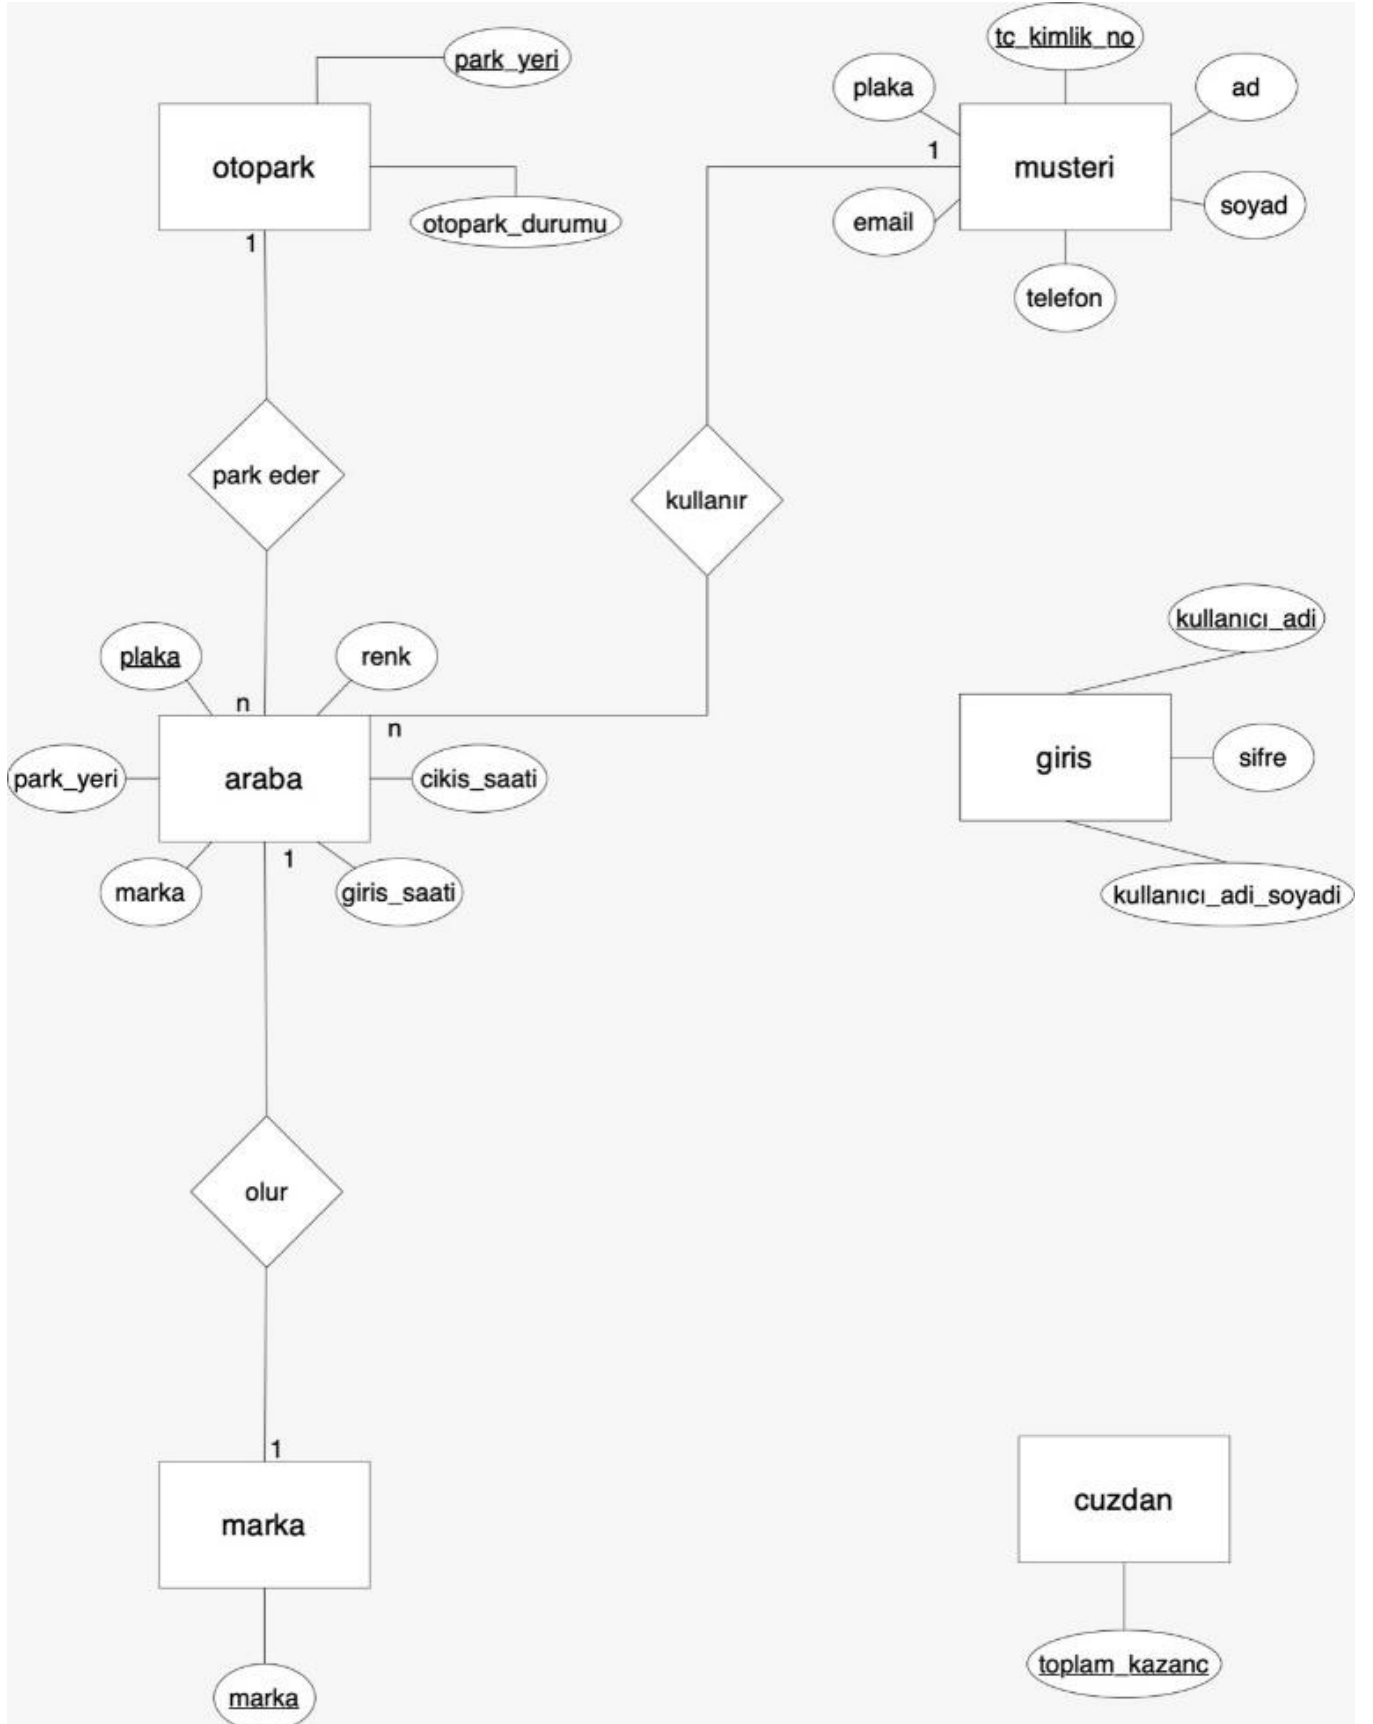 tc_kimlik_no
park_yeri
plaka
ad
otopark
1
musteri
email
soyad
otopark_durumu
1
telefon
park eder
kullanır
kullanıcı_adi
plaka
renk
n
n
park_yeri
araba
cikis_saati
giris
sifre
1
marka
giris_saati
kullanıcı_adi_soyadi
olur
1
marka
cuzdan
toplam_kazanc
marka